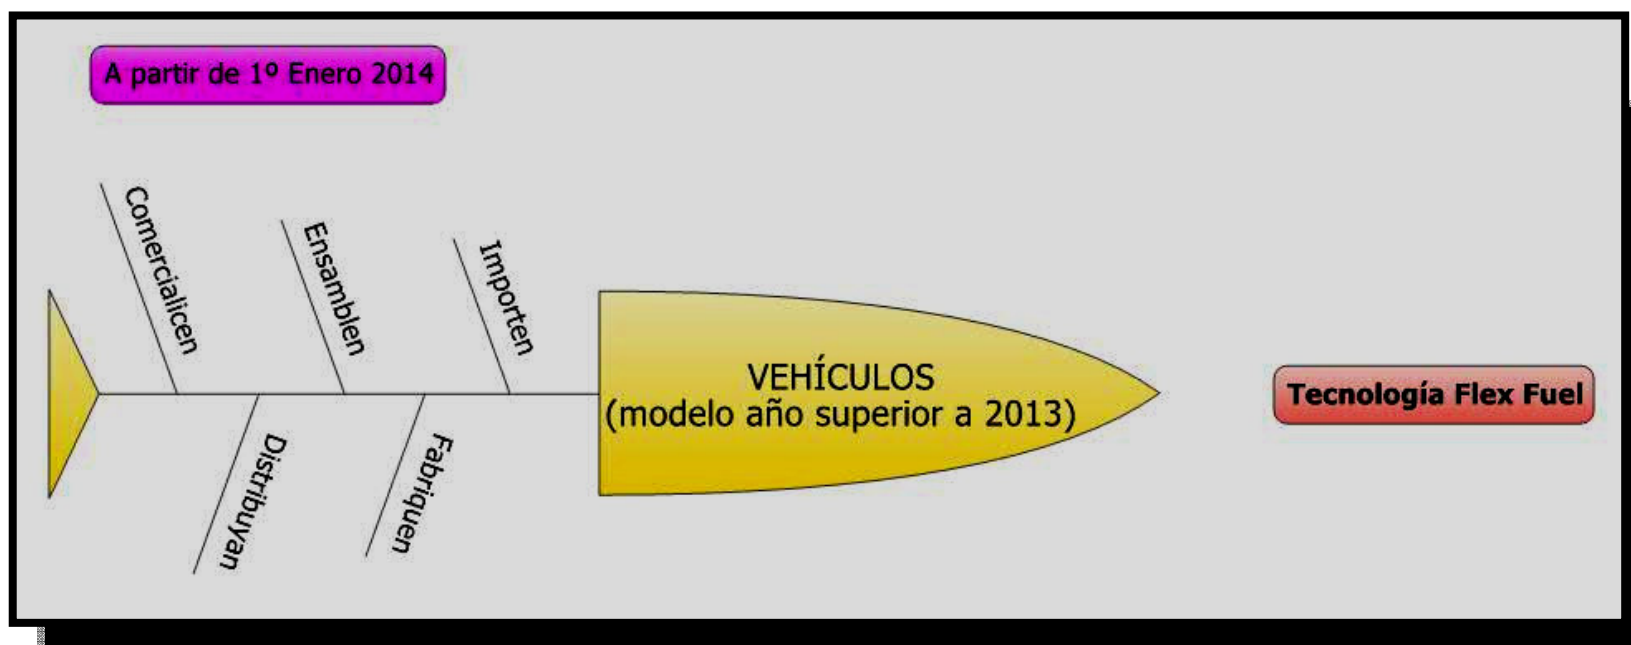 A partir de 1º Enero 2014
Comercialicen
Ensamblen
Importen
VEHÍCULOS
(modelo año superior a 2013)
Tecnología Flex Fuel
Distribuyan
Fabriquen